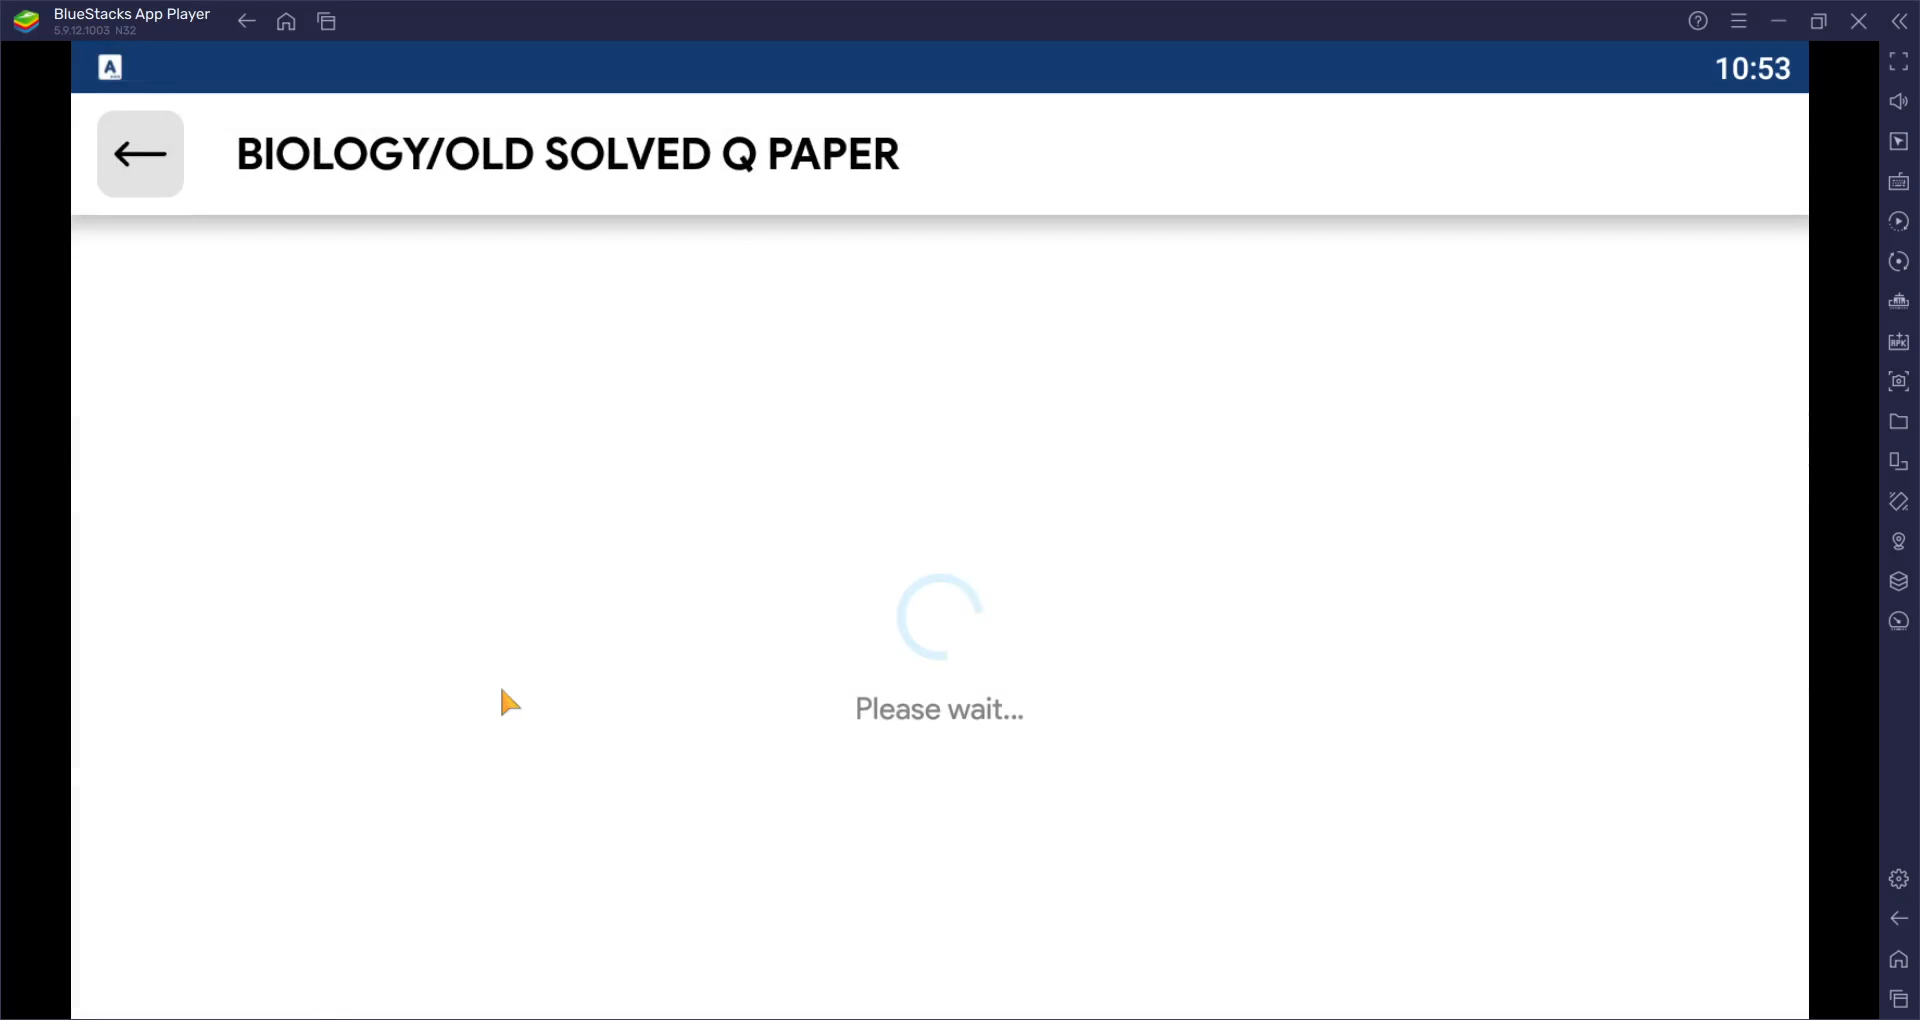 BlueStacks App Player
5.9.12.1003 N32
A
10:53
BIOLOGY/OLD SOLVED Q PAPER
Please wait...